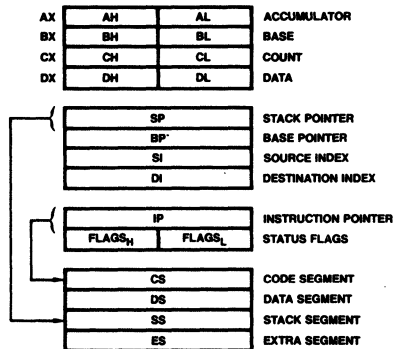 AX AH AL ACCUMULATOR
BX BH BL BASE
CX CH CL COUNT
DX DH DL DATA
SP STACK POINTER
BP BASE POINTER
SI SOURCE INDEX
DI DESTINATION INDEX
IP INSTRUCTION POINTER
FLAGSH FLAGSL STATUS FLAGS
CS CODE SEGMENT
DS DATA SEGMENT
SS STACK SEGMENT
ES EXTRA SEGMENT